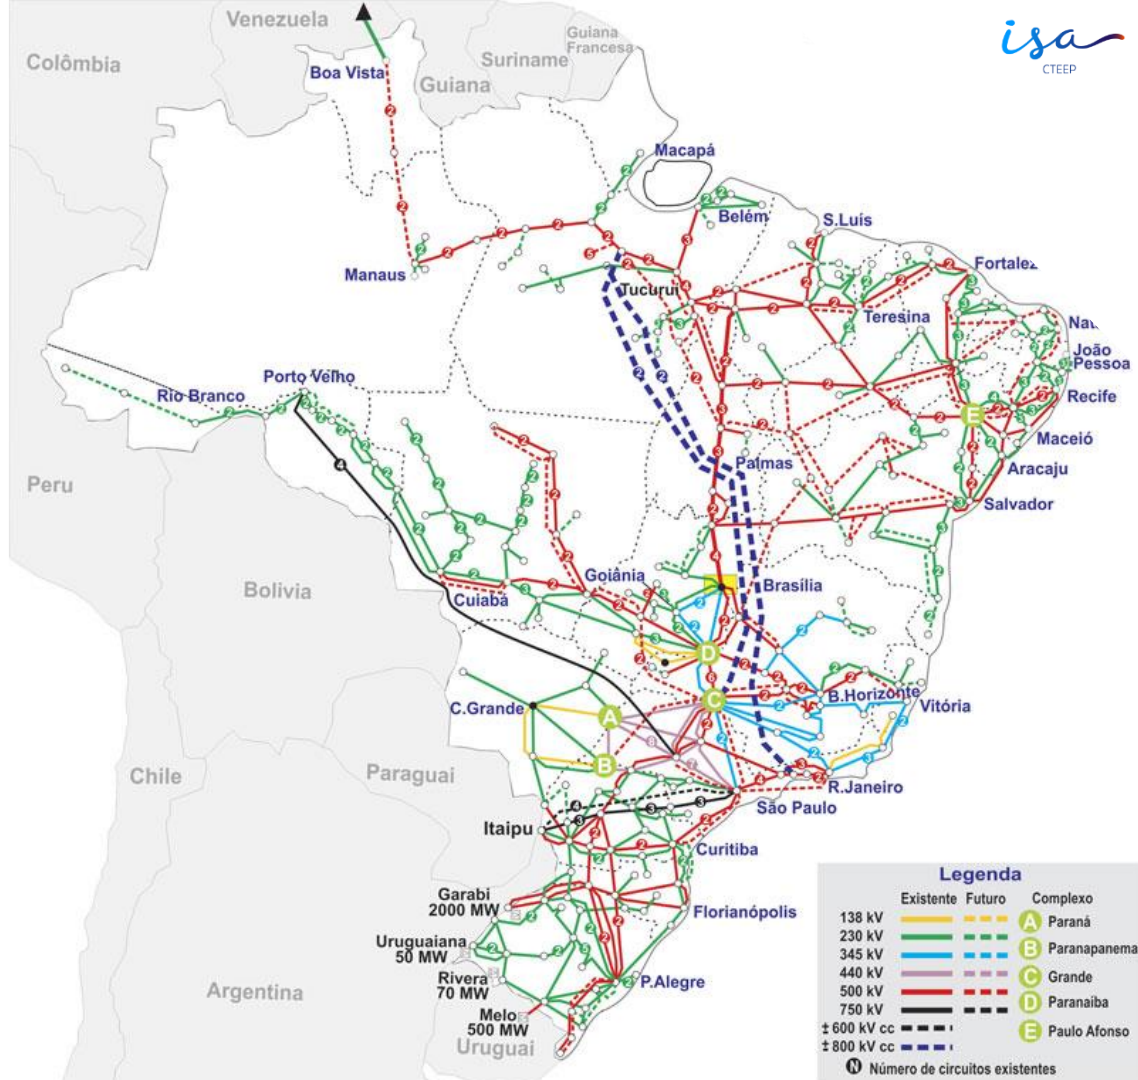 isa
CTEEP
Venezuela
Guiana
Francesa
Colômbia
Suriname
Boa Vista
Guiana
Macapá
Belém
S.Luís
Manaus
Fortalez
Tucuruí
Teresina
Nat
João
Pessoa
Porto Velho
Rio Branco
Recife
E
Maceió
Palmas
Aracaju
Peru
Salvador
Goiânia
Brasília
Bolivia
Cuiabá
D
C
B.Horizonte
Vitória
C.Grande
A
B
Chile
Paraguai
R.Janeiro
São Paulo
Itaipu
Curitiba
Garabi
2000 MW
Florianópolis
Uruguaiana
50 MW
Rivera
70 MW
P.Alegre
Argentina
Melo
500 MW
Uruguai
Legenda
Existente Futuro Complexo
138 kV A Paraná
230 kV
345 kV B Paranapanema
440 kV C Grande
500 kV
750 kV D Paranaíba
± 600 kV cc E Paulo Afonso
± 800 kV cc
N Número de circuitos existentes